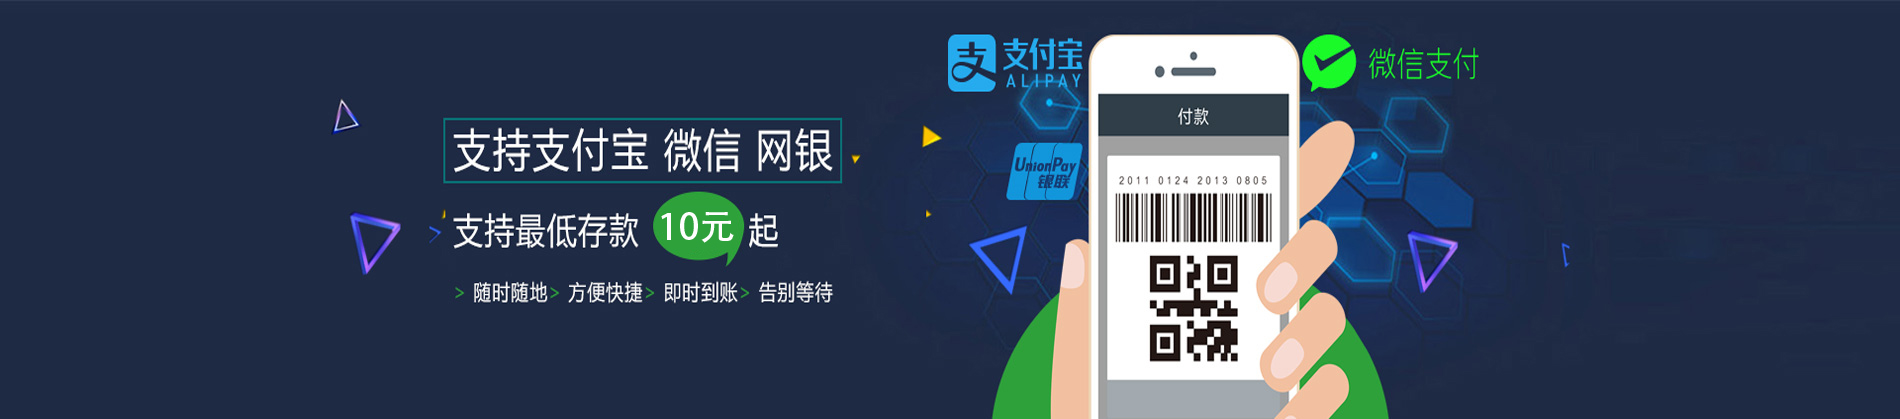 支付宝
ALIPAY
微信支付
付款
支持支付宝 微信 网银
UnionPay
银联
2011 0124 2013 0805
支持最低存款 10元 起
> 随时随地> 方便快捷> 即时到账> 告别等待